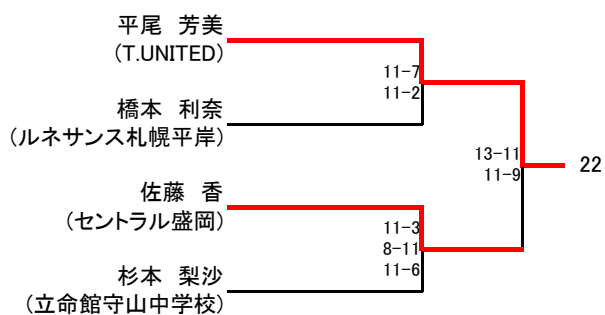 平尾 芳美
(T.UNITED)
11-7
11-2
橋本 利奈
(ルネサンス札幌平岸)
13-11
11-9
22
佐藤 香
(セントラル盛岡)
11-3
8-11
11-6
杉本 梨沙
(立命館守山中学校)